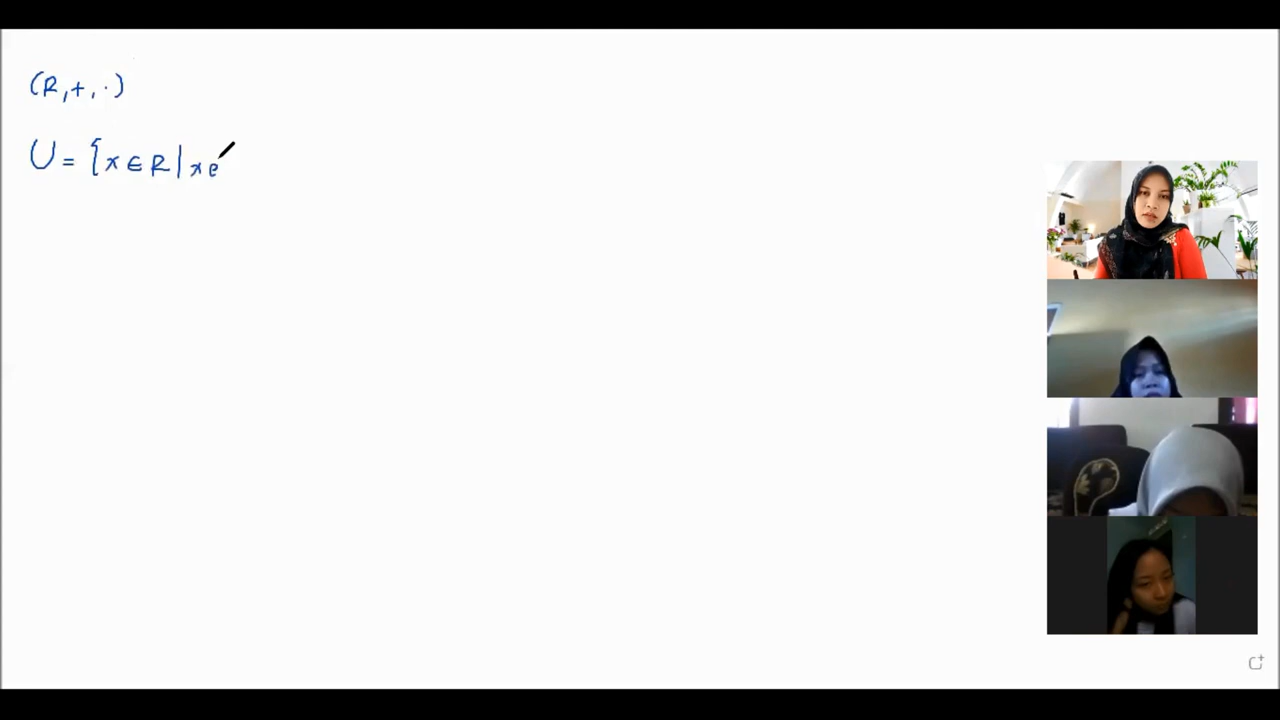 (R,+,·)
U = {x ∈ R | x e